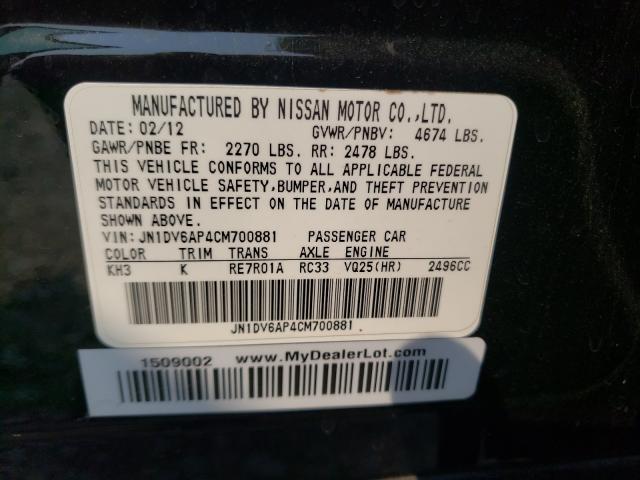 MANUFACTURED BY NISSAN MOTOR CO.,LTD.
DATE: 02/12 GVWR/PNBV: 4674 LBS.
GAWR/PNBE FR: 2270 LBS. RR: 2478 LBS.
THIS VEHICLE CONFORMS TO ALL APPLICABLE FEDERAL
MOTOR VEHICLE SAFETY,BUMPER,AND THEFT PREVENTION
STANDARDS IN EFFECT ON THE DATE OF MANUFACTURE
SHOWN ABOVE.
VIN: JN1DV6AP4CM700881 PASSENGER CAR
COLOR TRIM TRANS AXLE ENGINE
KH3 K RE7R01A RC33 VQ25(HR) 2496CC
JN1DV6AP4CM700881
1509002 www.MyDealerLot.com